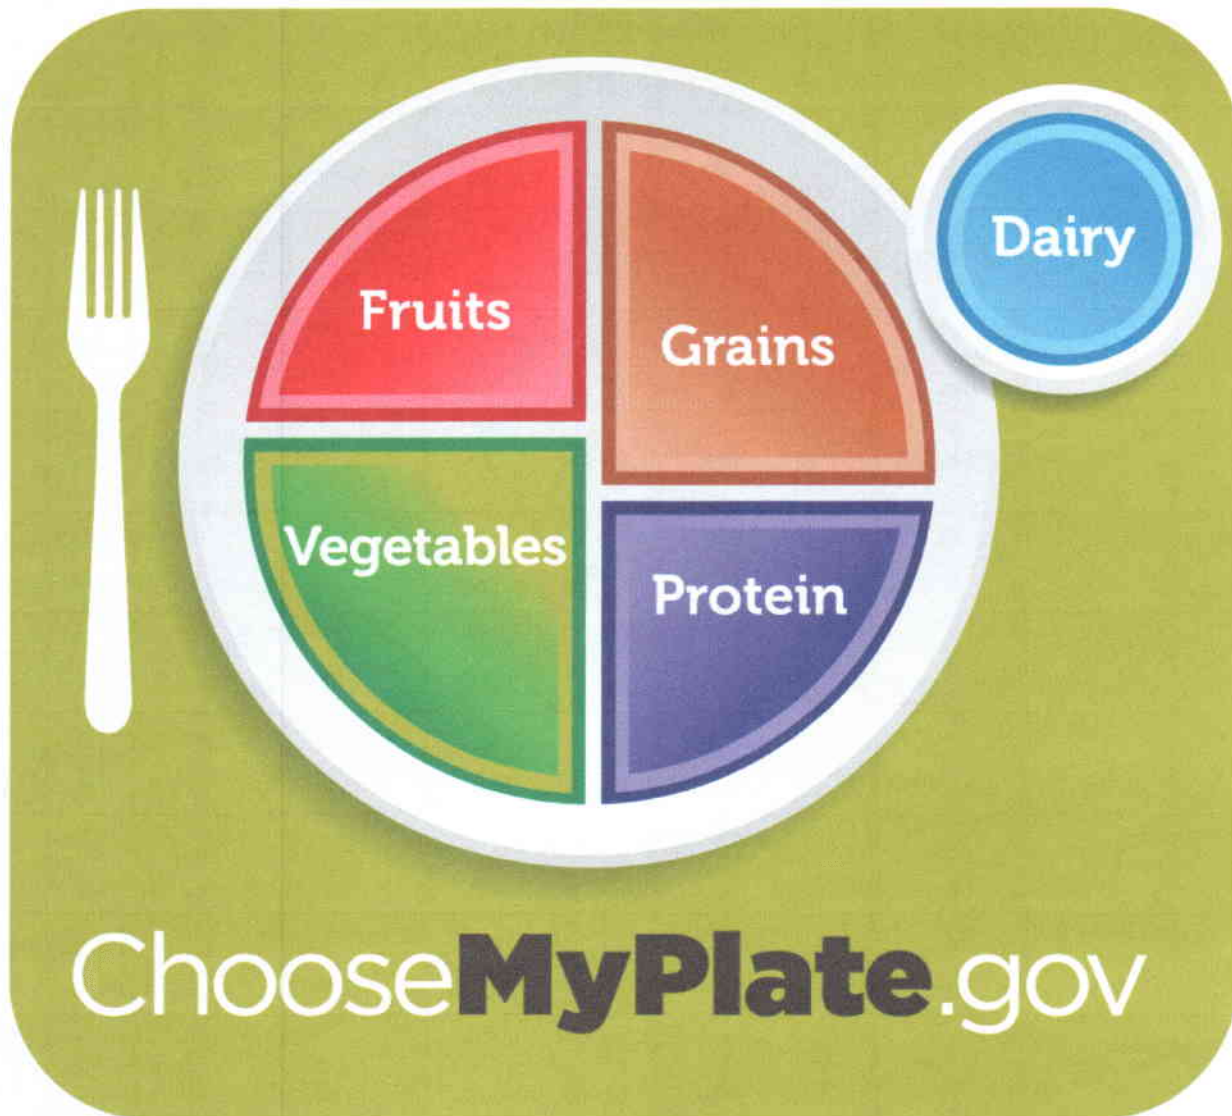 Fruits
Grains
Dairy
Vegetables
Protein
ChooseMyPlate.gov